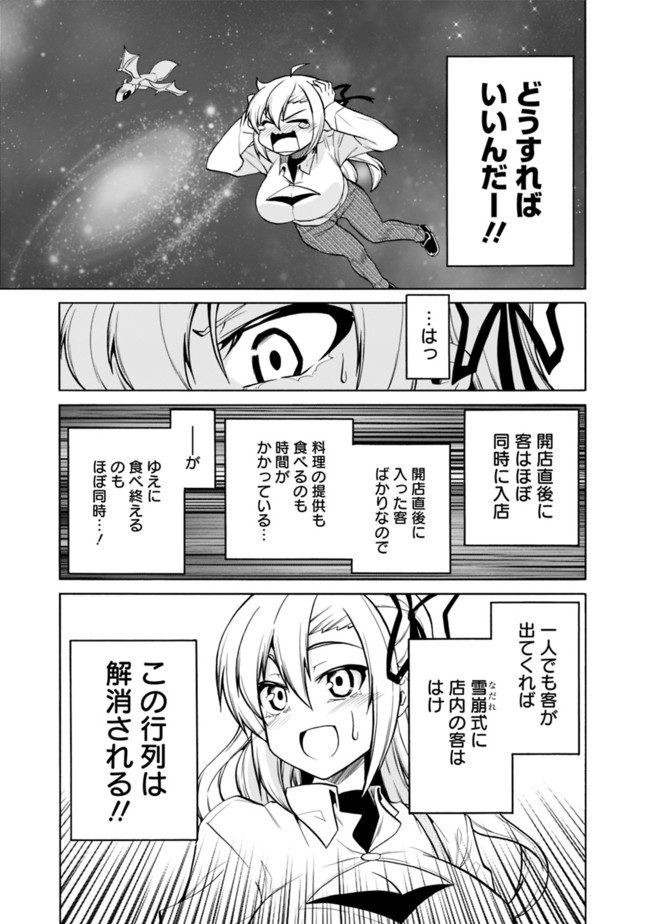 どうすれば
いいんだー!!
…はっ
開店直後に
客はほぼ
同時に入店
開店直後に
入った客
ばかりなので
料理の提供も
食べるのも
時間が
かかっている…
──が
ゆえに
食べ終える
のも
ほぼ同時…!
一人でも客が
出てくれば
雪崩式に
なだれ
店内の客は
はけ
この行列は
解消される!!